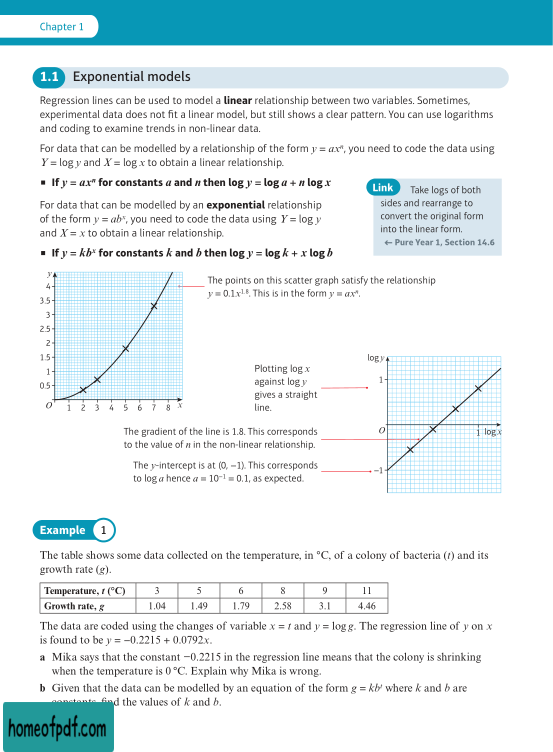 Chapter 1
1.1 Exponential models
Regression lines can be used to model a linear relationship between two variables. Sometimes,
experimental data does not fit a linear model, but still shows a clear pattern. You can use logarithms
and coding to examine trends in non-linear data.
For data that can be modelled by a relationship of the form y = axⁿ, you need to code the data using
Y = log y and X = log x to obtain a linear relationship.
■ If y = axⁿ for constants a and n then log y = log a + n log x
For data that can be modelled by an exponential relationship
of the form y = abˣ, you need to code the data using Y = log y
and X = x to obtain a linear relationship.
■ If y = kbˣ for constants k and b then log y = log k + x log b
Link Take logs of both
sides and rearrange to
convert the original form
into the linear form.
← Pure Year 1, Section 14.6
y
4
3.5
3
2.5
2
1.5
1
0.5
O 1 2 3 4 5 6 7 8 x
The points on this scatter graph satisfy the relationship
y = 0.1x¹·⁸. This is in the form y = axⁿ.
Plotting log x
against log y
gives a straight
line.
log y
1
O 1 log x
−1
The gradient of the line is 1.8. This corresponds
to the value of n in the non-linear relationship.
The y-intercept is at (0, −1). This corresponds
to log a hence a = 10⁻¹ = 0.1, as expected.
Example 1
The table shows some data collected on the temperature, in °C, of a colony of bacteria (t) and its
growth rate (g).
Temperature, t (°C) 3 5 6 8 9 11
Growth rate, g 1.04 1.49 1.79 2.58 3.1 4.46
The data are coded using the changes of variable x = t and y = log g. The regression line of y on x
is found to be y = −0.2215 + 0.0792x.
a Mika says that the constant −0.2215 in the regression line means that the colony is shrinking
when the temperature is 0 °C. Explain why Mika is wrong.
b Given that the data can be modelled by an equation of the form g = kbᵗ where k and b are
constants, find the values of k and b.
homeofpdf.com